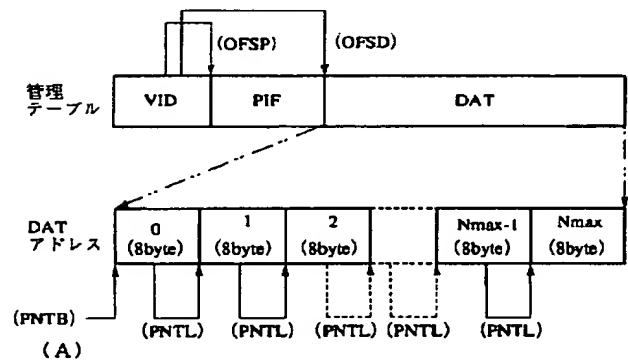 (OFSP) (OFSD)
管理
テーブル
VID PIF DAT
DAT
アドレス
0 1 2 Nmax-1 Nmax
(8byte) (8byte) (8byte) (8byte) (8byte)
(PNTB) (PNTL) (PNTL) (PNTL) (PNTL) (PNTL)
(A)